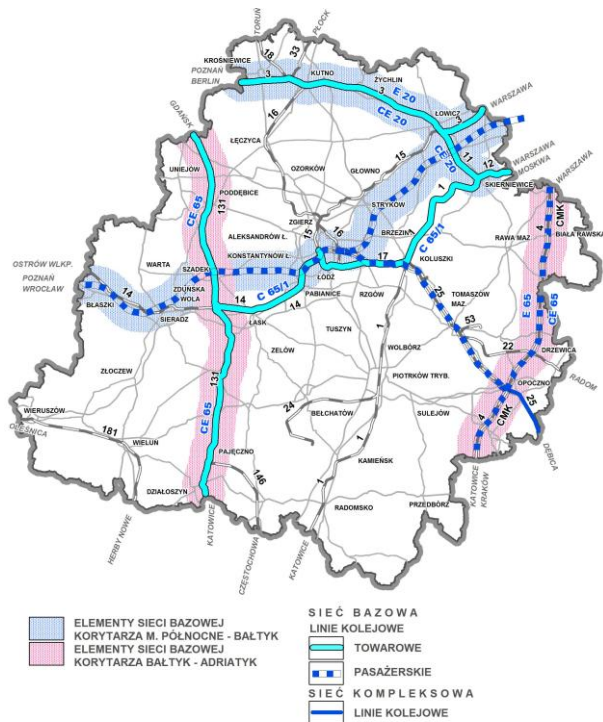 TORUŃ
PŁOCK
KROŚNIEWICE
18
33
POZNAŃ
BERLIN
3
KUTNO
ŻYCHLIN
3
E 20
CE 20
WARSZAWA
GDAŃSK
16
ŁOWICZ
3
ŁĘCZYCA
CE 20
11
12
WARSZAWA
MOSKWA
15
GŁOWNO
OZORKÓW
SKIERNIEWICE
WARSZAWA
UNIEJÓW
1
PODDĘBICE
STRYKÓW
CE 65
131
ZGIERZ
15
16
BRZEZINY
CMK
4
BIAŁA RAWSKA
RAWA MAZ.
ALEKSANDRÓW Ł.
1
C 65/1
KONSTANTYNÓW Ł.
OSTRÓW WLKP.
WARTA
SZADEK
ŁÓDŹ
17
KOLUSZKI
POZNAŃ
WROCŁAW
14
ZDUŃSKA
WOLA
C 65/1
PABIANICE
RZGÓW
BŁASZKI
SIERADZ
14
14
ŁASK
25
TOMASZÓW
MAZ.
E 65
CE 65
TUSZYN
1
53
ZŁOCZEW
ZELÓW
WOLBÓRZ
22
DRZEWICA
131
PIOTRKÓW TRYB.
OPOCZNO
RADOM
WIERUSZÓW
24
BEŁCHATÓW
SULEJÓW
25
OLEŚNICA
181
CE 65
4
CMK
WIELUŃ
1
PAJĘCZNO
KAMIEŃSK
DĘBICA
146
DZIAŁOSZYN
1
RADOMSKO
PRZEDBÓRZ
KATOWICE
KRAKÓW
HERBY NOWE
KATOWICE
CZĘSTOCHOWA
KATOWICE
ELEMENTY SIECI BAZOWEJ
KORYTARZA M. PÓŁNOCNE - BAŁTYK
ELEMENTY SIECI BAZOWEJ
KORYTARZA BAŁTYK - ADRIATYK
SIEĆ BAZOWA
LINIE KOLEJOWE
TOWAROWE
PASAŻERSKIE
SIEĆ KOMPLEKSOWA
LINIE KOLEJOWE